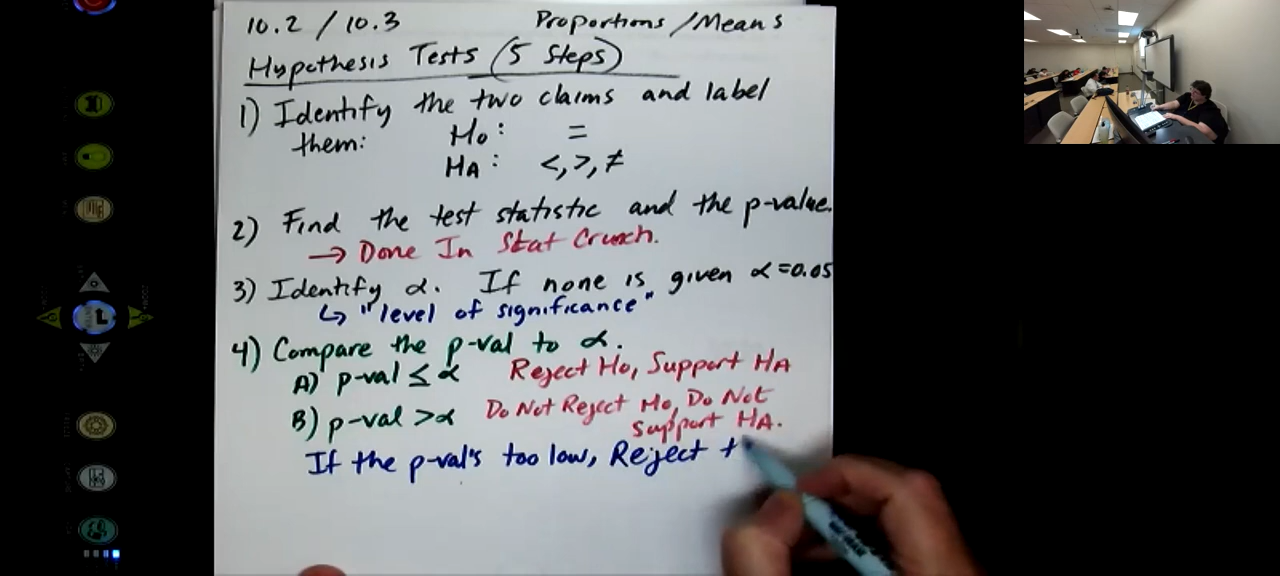 10.2 / 10.3 Proportions / Means
Hypothesis Tests (5 Steps)
1) Identify the two claims and label
them: Ho: =
HA: <, >, ≠
2) Find the test statistic and the p-value.
→ Done In Stat Crunch.
3) Identify α. If none is given α = 0.05
↳ "level of significance"
4) Compare the p-val to α.
A) p-val ≤ α Reject Ho, Support HA
B) p-val > α Do Not Reject Ho, Do Not
Support HA.
If the p-val's too low, Reject t